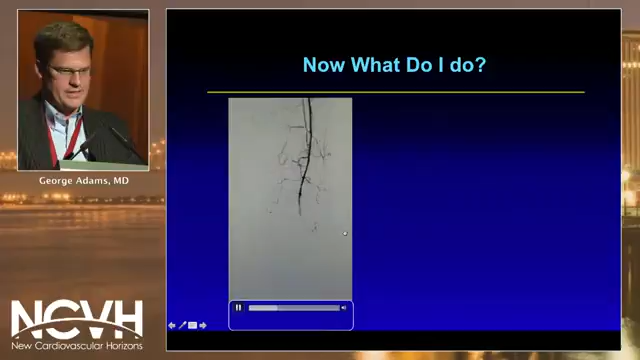 Now What Do I do?
George Adams, MD
NCVH
New Cardiovascular Horizons